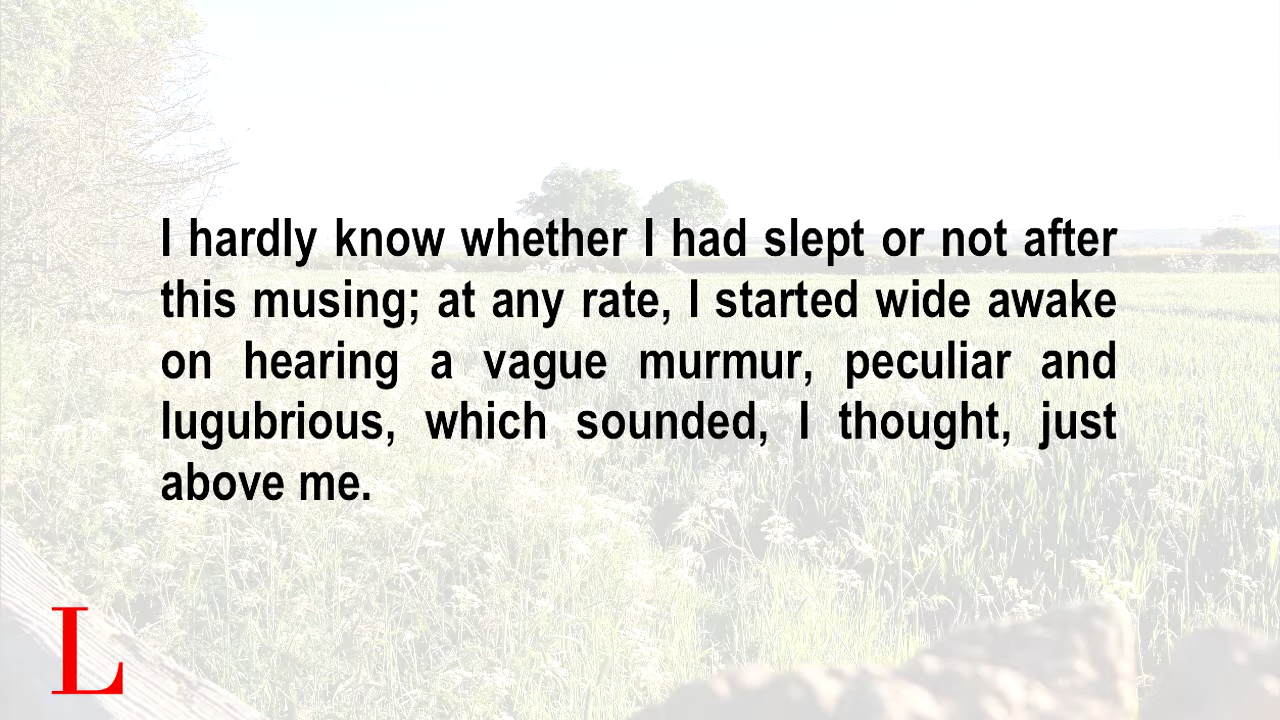 I hardly know whether I had slept or not after
this musing; at any rate, I started wide awake
on hearing a vague murmur, peculiar and
lugubrious, which sounded, I thought, just
above me.
L